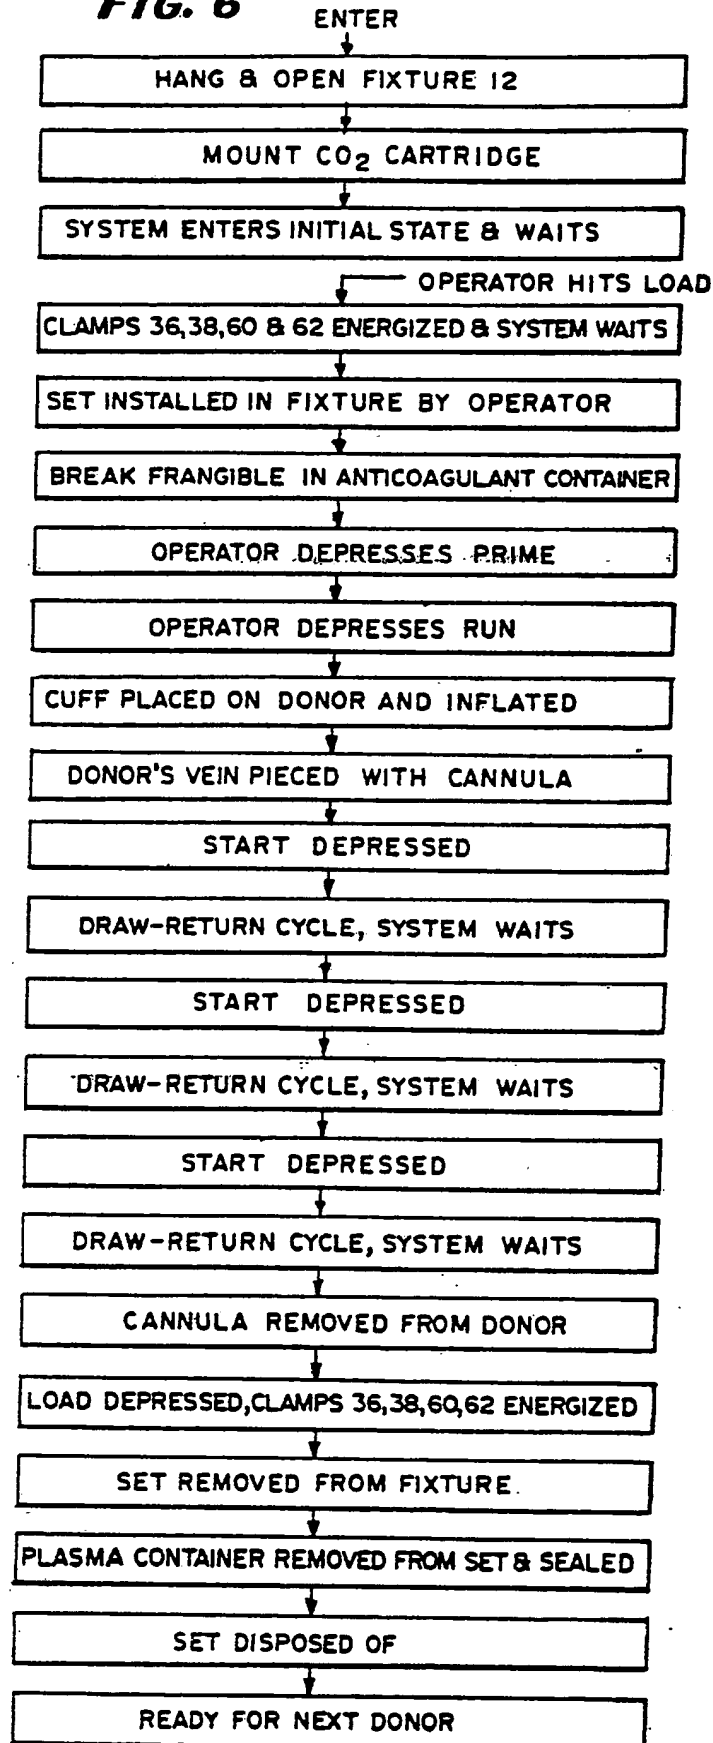 FIG. 6
ENTER
HANG & OPEN FIXTURE 12
MOUNT CO2 CARTRIDGE
SYSTEM ENTERS INITIAL STATE & WAITS
OPERATOR HITS LOAD
CLAMPS 36,38,60 & 62 ENERGIZED & SYSTEM WAITS
SET INSTALLED IN FIXTURE BY OPERATOR
BREAK FRANGIBLE IN ANTICOAGULANT CONTAINER
OPERATOR DEPRESSES PRIME
OPERATOR DEPRESSES RUN
CUFF PLACED ON DONOR AND INFLATED
DONOR'S VEIN PIECED WITH CANNULA
START DEPRESSED
DRAW-RETURN CYCLE, SYSTEM WAITS
START DEPRESSED
DRAW-RETURN CYCLE, SYSTEM WAITS
START DEPRESSED
DRAW-RETURN CYCLE, SYSTEM WAITS
CANNULA REMOVED FROM DONOR
LOAD DEPRESSED, CLAMPS 36,38,60,62 ENERGIZED
SET REMOVED FROM FIXTURE.
PLASMA CONTAINER REMOVED FROM SET & SEALED
SET DISPOSED OF
READY FOR NEXT DONOR